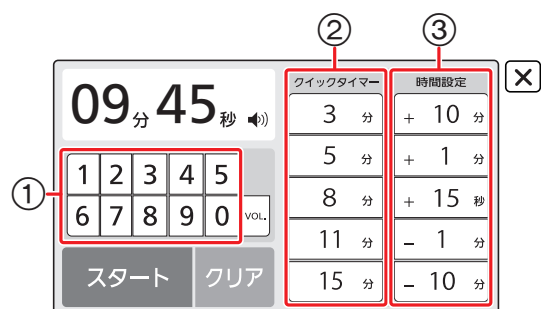 ② ③
クイックタイマー 時間設定
09分45秒
3 分
5 分
8 分
11 分
15 分
+ 10 分
+ 1 分
+ 15 秒
- 1 分
- 10 分
①
1 2 3 4 5
6 7 8 9 0
VOL.
スタート クリア